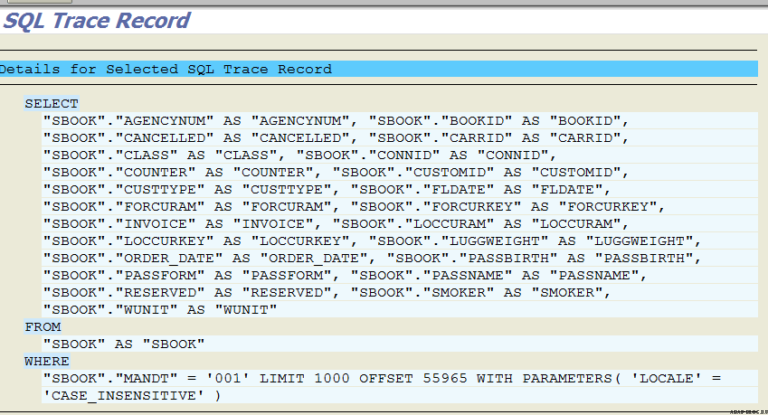 SQL Trace Record
Details for Selected SQL Trace Record
SELECT
"SBOOK"."AGENCYNUM" AS "AGENCYNUM", "SBOOK"."BOOKID" AS "BOOKID",
"SBOOK"."CANCELLED" AS "CANCELLED", "SBOOK"."CARRID" AS "CARRID",
"SBOOK"."CLASS" AS "CLASS", "SBOOK"."CONNID" AS "CONNID",
"SBOOK"."COUNTER" AS "COUNTER", "SBOOK"."CUSTOMID" AS "CUSTOMID",
"SBOOK"."CUSTTYPE" AS "CUSTTYPE", "SBOOK"."FLDATE" AS "FLDATE",
"SBOOK"."FORCURAM" AS "FORCURAM", "SBOOK"."FORCURKEY" AS "FORCURKEY",
"SBOOK"."INVOICE" AS "INVOICE", "SBOOK"."LOCCURAM" AS "LOCCURAM",
"SBOOK"."LOCCURKEY" AS "LOCCURKEY", "SBOOK"."LUGGWEIGHT" AS "LUGGWEIGHT",
"SBOOK"."ORDER_DATE" AS "ORDER_DATE", "SBOOK"."PASSBIRTH" AS "PASSBIRTH",
"SBOOK"."PASSFORM" AS "PASSFORM", "SBOOK"."PASSNAME" AS "PASSNAME",
"SBOOK"."RESERVED" AS "RESERVED", "SBOOK"."SMOKER" AS "SMOKER",
"SBOOK"."WUNIT" AS "WUNIT"
FROM
"SBOOK" AS "SBOOK"
WHERE
"SBOOK"."MANDT" = '001' LIMIT 1000 OFFSET 55965 WITH PARAMETERS( 'LOCALE' =
'CASE_INSENSITIVE' )